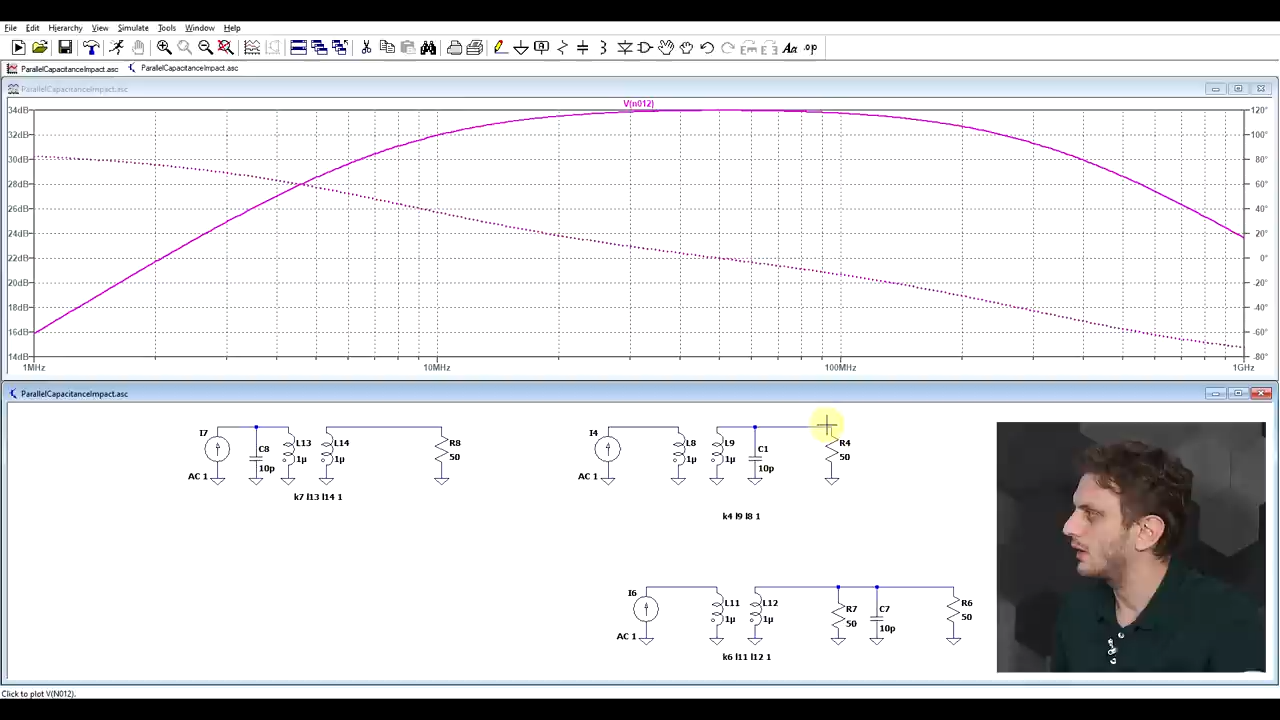 File Edit Hierarchy View Simulate Tools Window Help
ParallelCapacitanceImpact.asc ParallelCapacitanceImpact.asc
ParallelCapacitanceImpact.asc
V(n012)
34dB 120°
32dB 100°
30dB 80°
28dB 60°
26dB 40°
24dB 20°
22dB 0°
20dB -20°
18dB -40°
16dB -60°
14dB -80°
1MHz 10MHz 100MHz 1GHz
ParallelCapacitanceImpact.asc
I7 C8 L13 L14 R8
10p 1µ 1µ 50
AC 1
k7 l13 l14 1
I4 L8 L9 C1 R4
1µ 1µ 10p 50
AC 1
k4 l9 l8 1
I6 L11 L12 R7 C7 R6
1µ 1µ 50 10p 50
AC 1
k6 l11 l12 1
Click to plot V(N012).